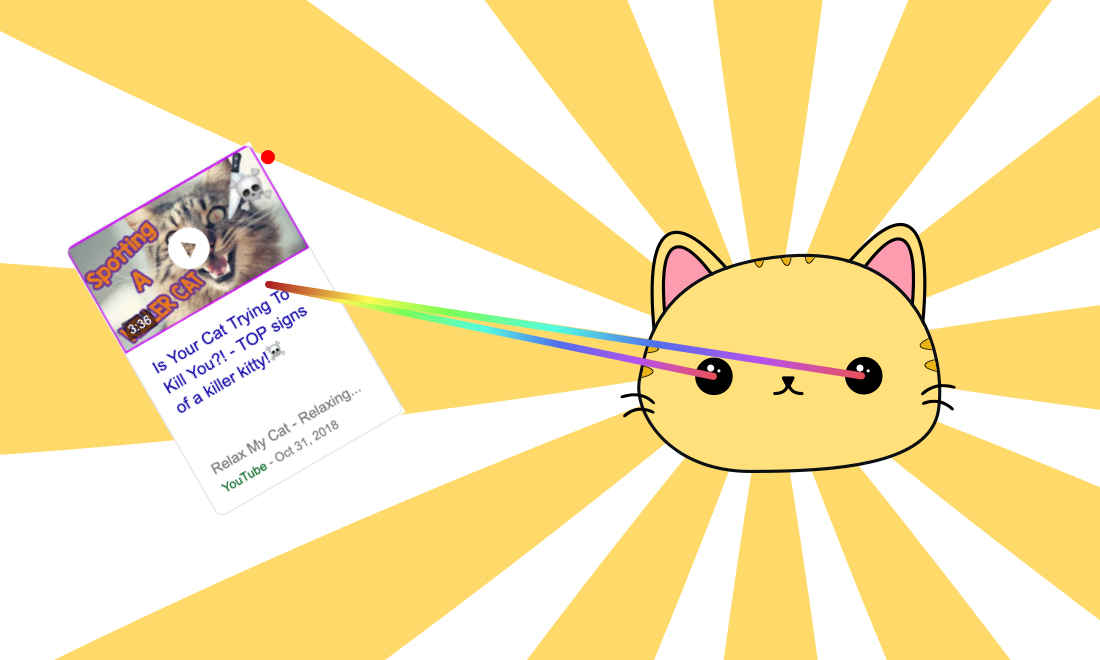 Spotting
A
KILLER CAT
3:36
Is Your Cat Trying To
Kill You?! - TOP signs
of a killer kitty!☠
Relax My Cat - Relaxing...
YouTube - Oct 31, 2018